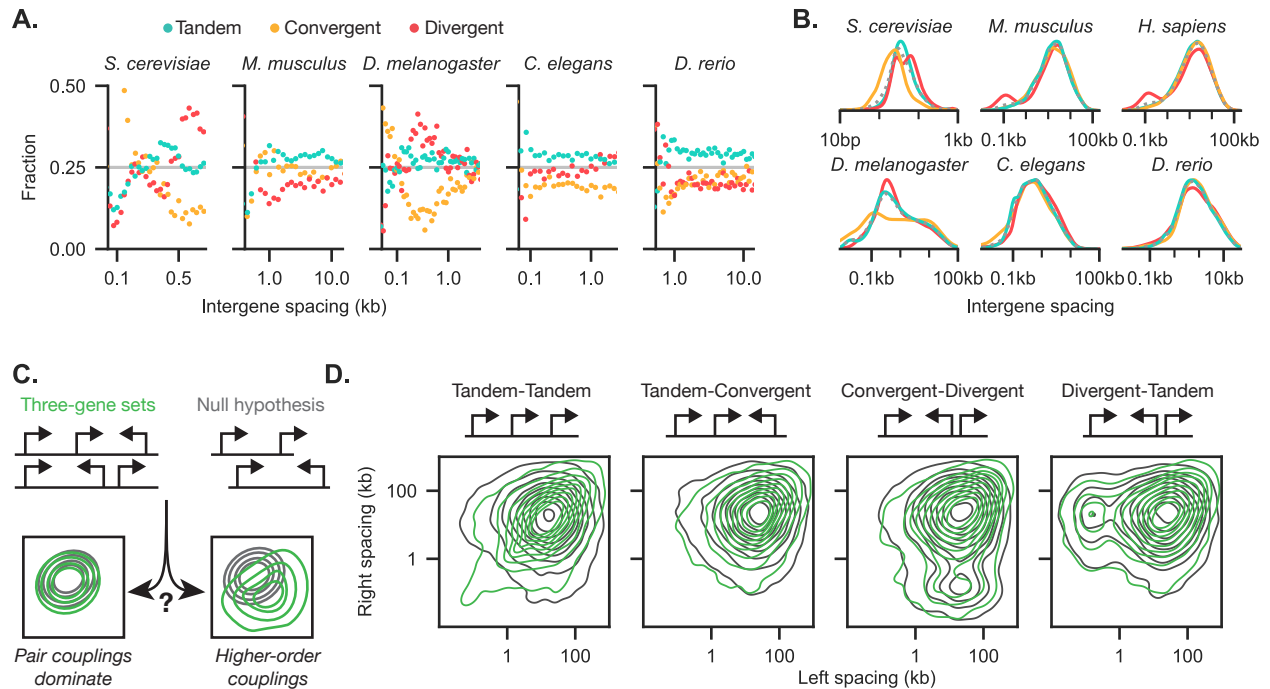 A.
Tandem Convergent Divergent
S. cerevisiae M. musculus D. melanogaster C. elegans D. rerio
0.50
0.25
0.00
Fraction
0.1 0.5 1.0 10.0 0.1 1.0 0.1 1.0 1.0 10.0
Intergene spacing (kb)
B.
S. cerevisiae M. musculus H. sapiens
10bp 1kb 0.1kb 100kb 0.1kb 100kb
D. melanogaster C. elegans D. rerio
0.1kb 100kb 0.1kb 100kb 0.1kb 10kb
Intergene spacing
C.
Three-gene sets Null hypothesis
?
Pair couplings
dominate
Higher-order
couplings
D.
Tandem-Tandem Tandem-Convergent Convergent-Divergent Divergent-Tandem
Right spacing (kb)
100
1
1 100 1 100 1 100 1 100
Left spacing (kb)